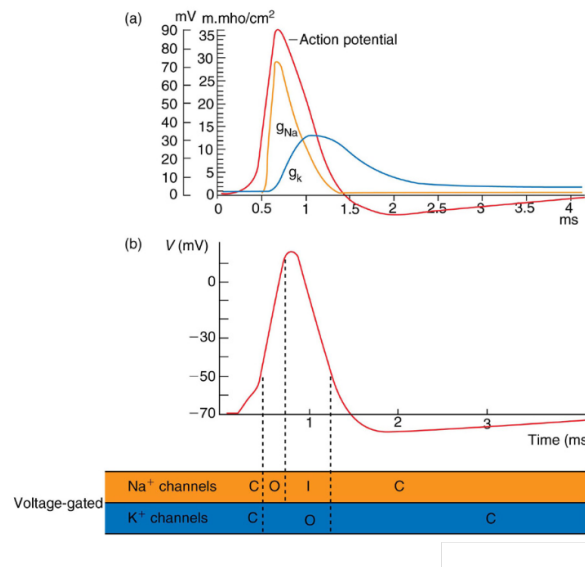 (a)
mV m.mho/cm2
90
80
70
60
50
40
30
20
10
0
35
30
25
20
15
10
5
0
Action potential
gNa
gk
0 0.5 1 1.5 2 2.5 3 3.5 4
ms
(b)
V (mV)
0
−30
−50
−70
1 2 3
Time (ms
Voltage-gated
Na+ channels C O I C
K+ channels C O C